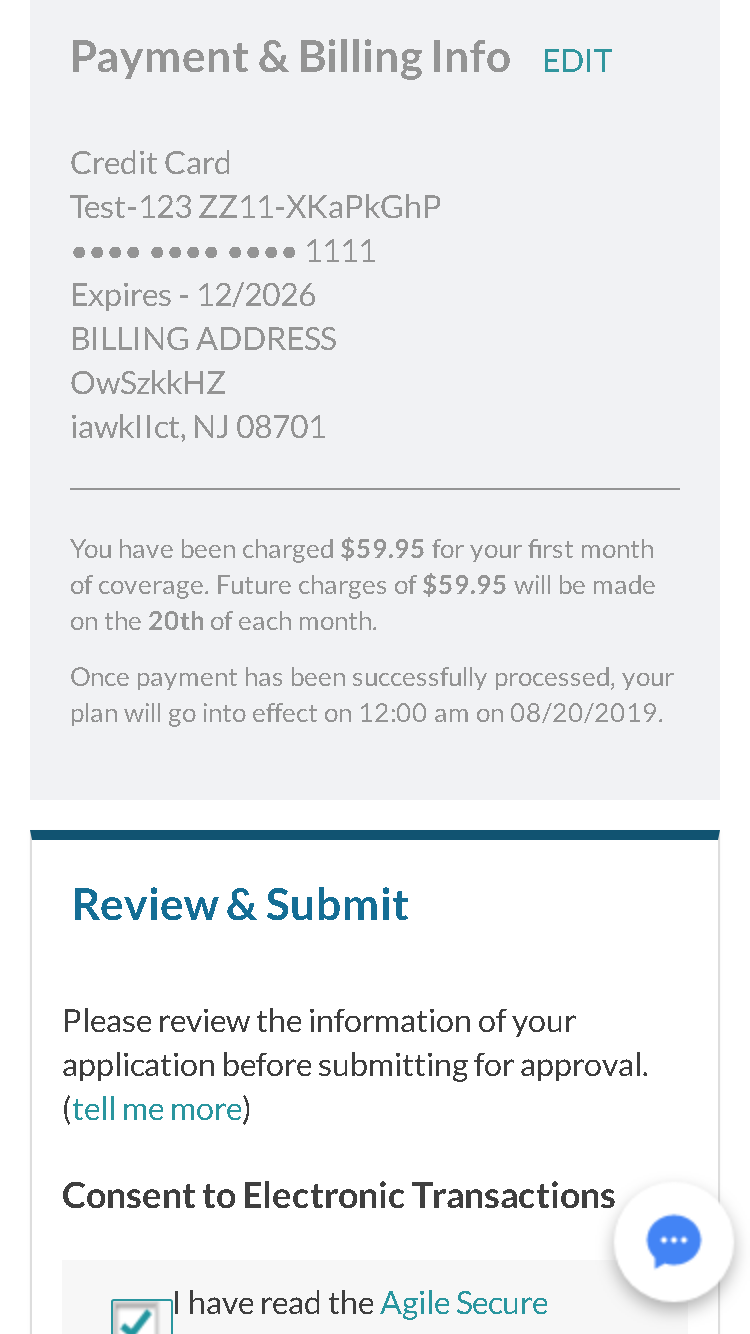 Payment & Billing Info EDIT
Credit Card
Test-123 ZZ11-XKaPkGhP
•••• •••• •••• 1111
Expires - 12/2026
BILLING ADDRESS
OwSzkkHZ
iawkIIct, NJ 08701
You have been charged $59.95 for your first month
of coverage. Future charges of $59.95 will be made
on the 20th of each month.
Once payment has been successfully processed, your
plan will go into effect on 12:00 am on 08/20/2019.
Review & Submit
Please review the information of your
application before submitting for approval.
(tell me more)
Consent to Electronic Transactions
I have read the Agile Secure